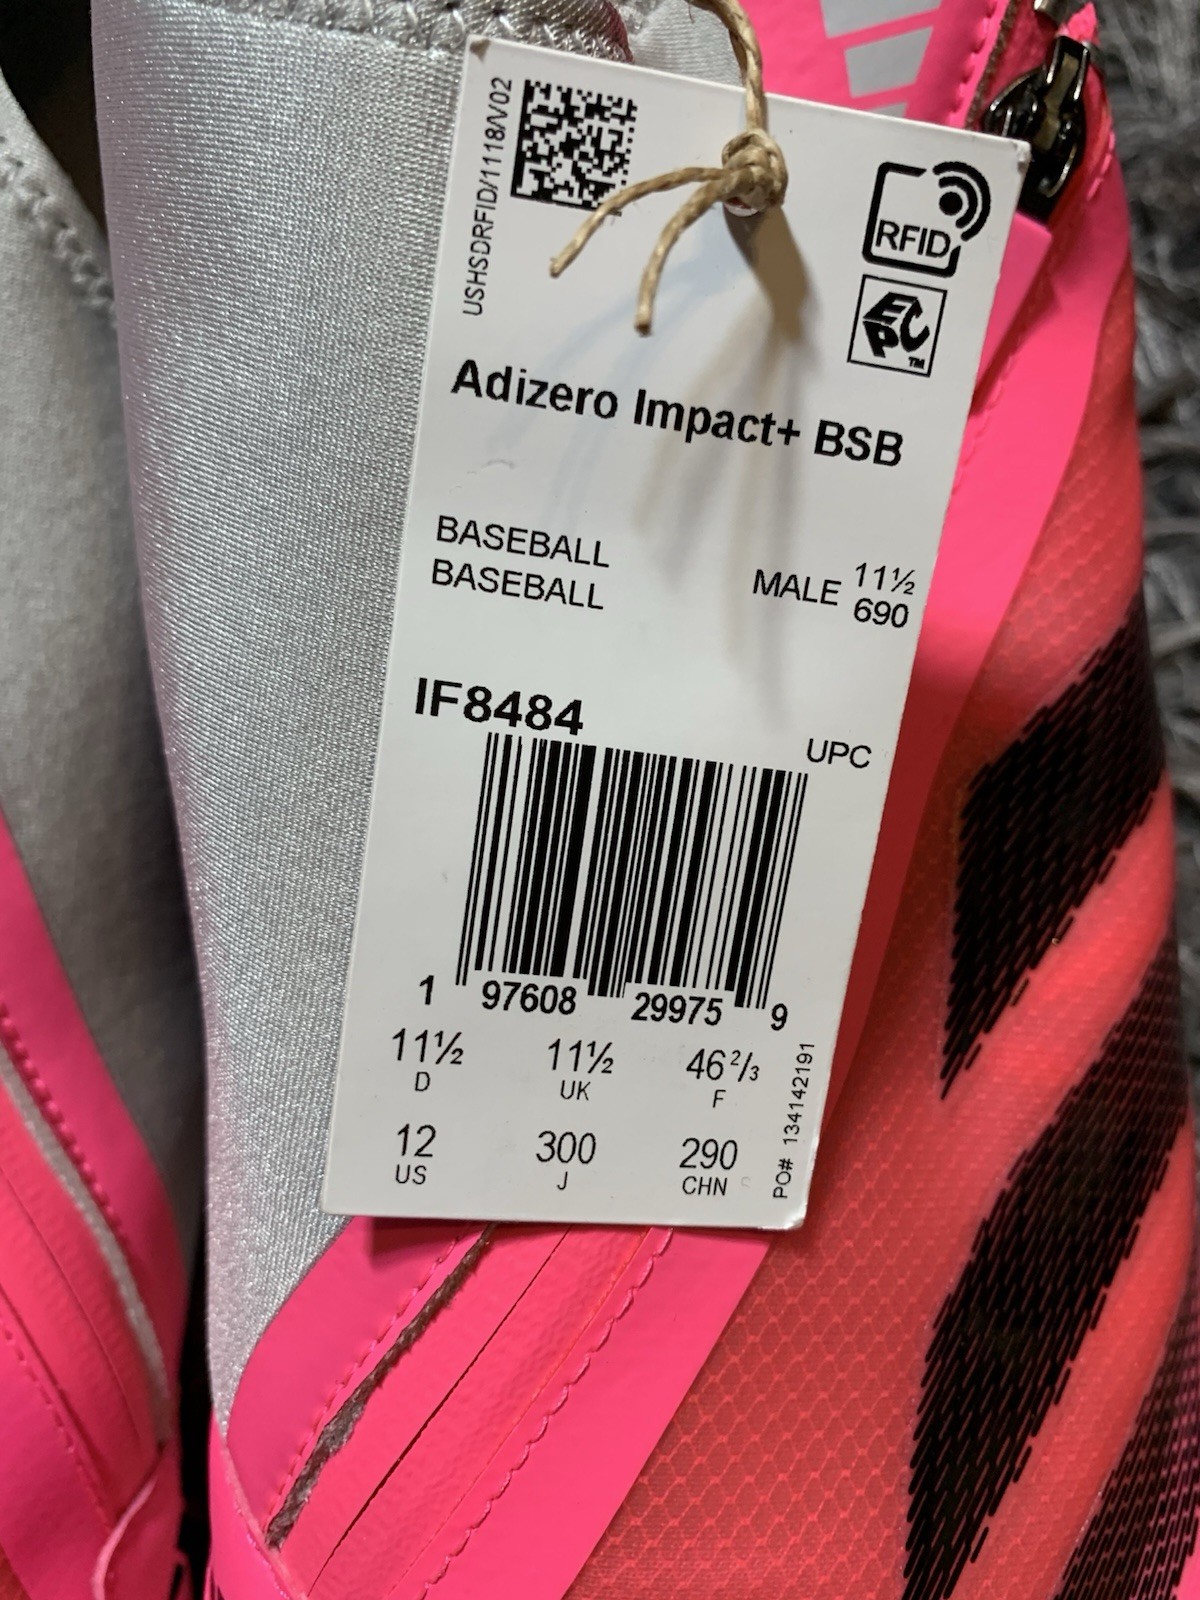 USHSDRFID/1118/V02
RFID
EPC™
Adizero Impact+ BSB
BASEBALL
BASEBALL
MALE 11½
690
IF8484
UPC
1 97608 29975 9
11½ 11½ 46²/₃
D UK F
12 300 290
US J CHN
PO# 134142191